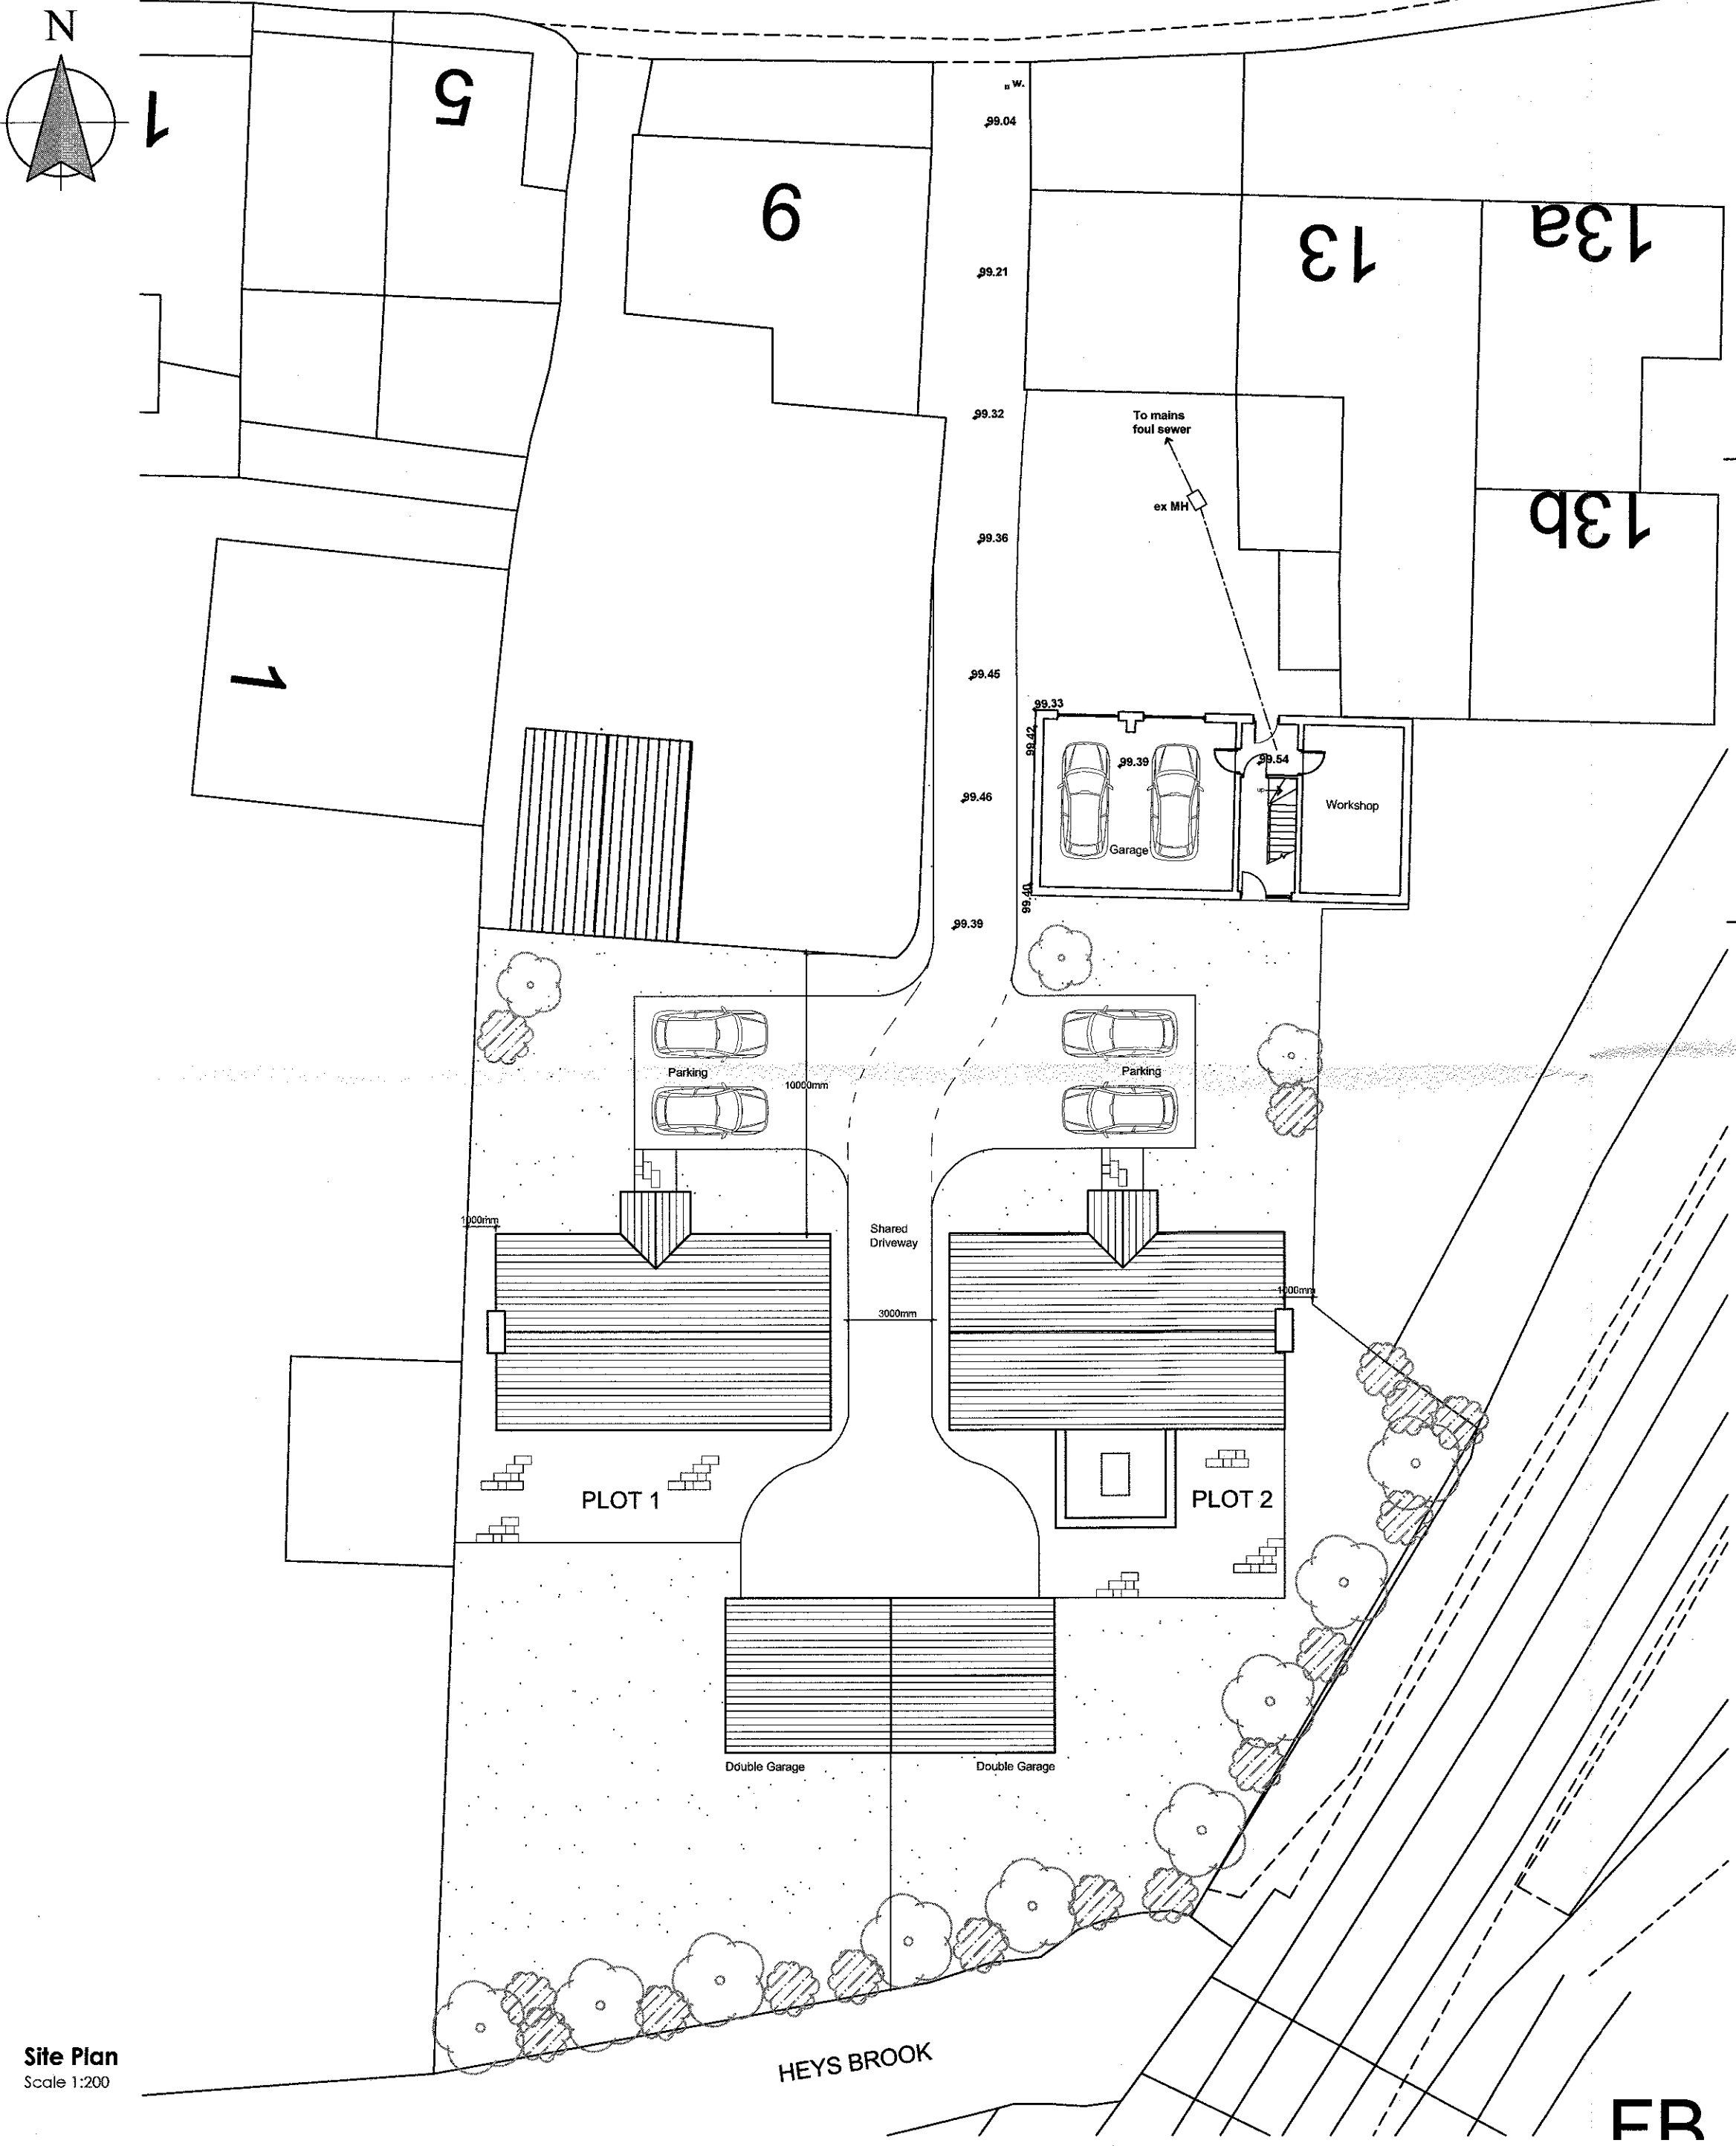 N
1
5
9
13
13a
13b
1
w.
99.04
99.21
99.32
To mains
foul sewer
ex MH
99.36
99.45
99.33
99.42
99.39
99.54
up
99.46
Workshop
Garage
99.40
99.39
Parking
Parking
10000mm
1000mm
Shared
Driveway
1000mm
3000mm
PLOT 1
PLOT 2
Double Garage
Double Garage
HEYS BROOK
Site Plan
Scale 1:200
FB